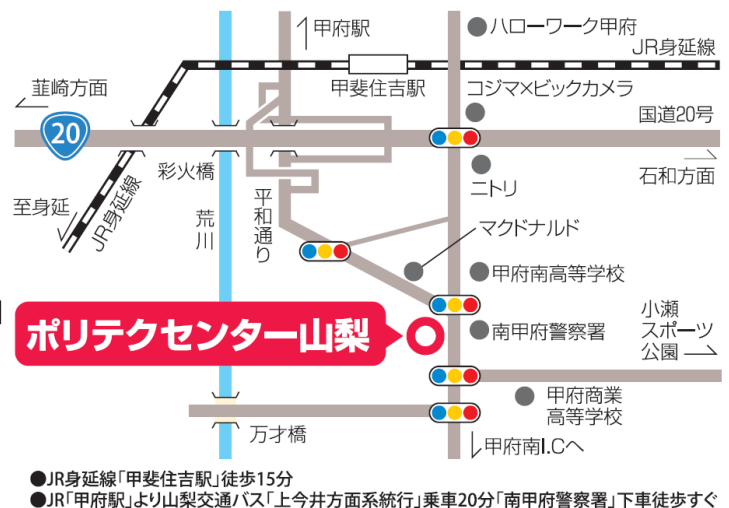 甲府駅
ハローワーク甲府
JR身延線
韮崎方面
甲斐住吉駅
コジマ×ビックカメラ
国道20号
20
彩火橋
石和方面
ニトリ
至身延
JR身延線
荒川
平和通り
マクドナルド
甲府南高等学校
小瀬
スポーツ
公園
ポリテクセンター山梨
南甲府警察署
甲府商業
高等学校
万才橋
甲府南I.Cへ
●JR身延線「甲斐住吉駅」徒歩15分
●JR「甲府駅」より山梨交通バス「上今井方面系統行」乗車20分「南甲府警察署」下車徒歩すぐ